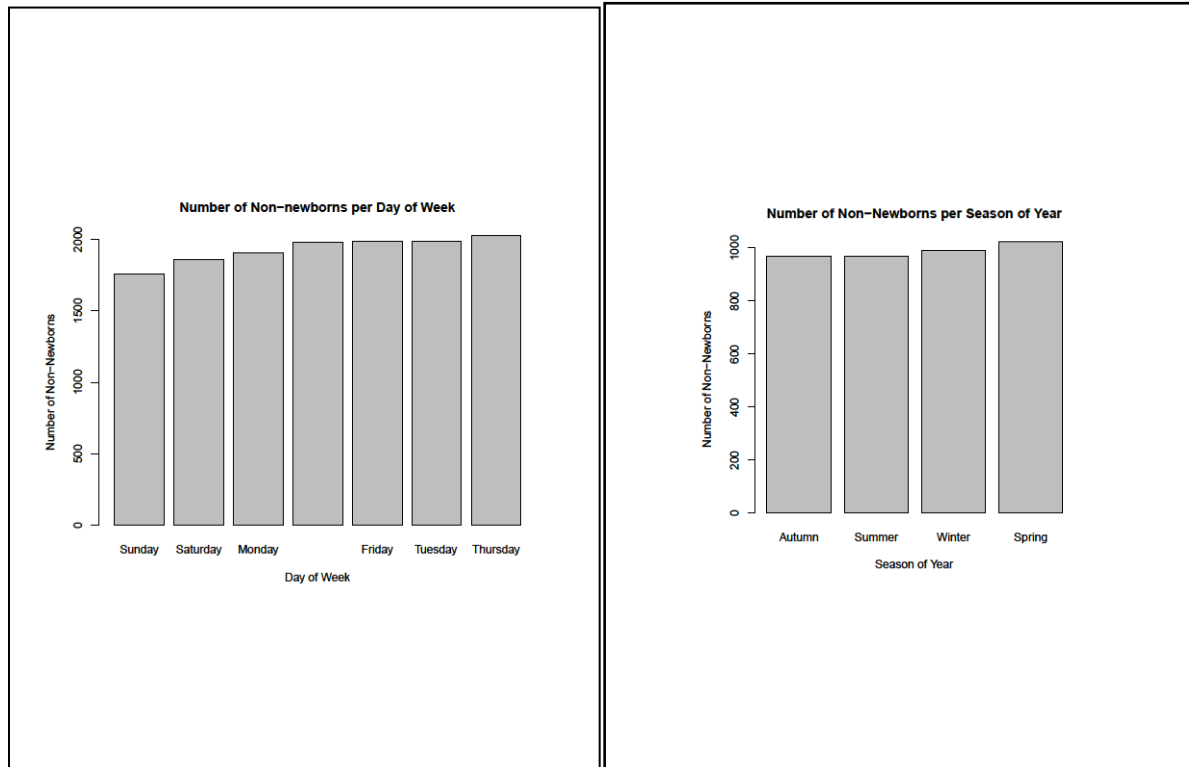 Number of Non-newborns per Day of Week
Number of Non-Newborns
2000
1500
1000
500
0
Sunday Saturday Monday Friday Tuesday Thursday
Day of Week
Number of Non-Newborns per Season of Year
Number of Non-Newborns
1000
800
600
400
200
0
Autumn Summer Winter Spring
Season of Year